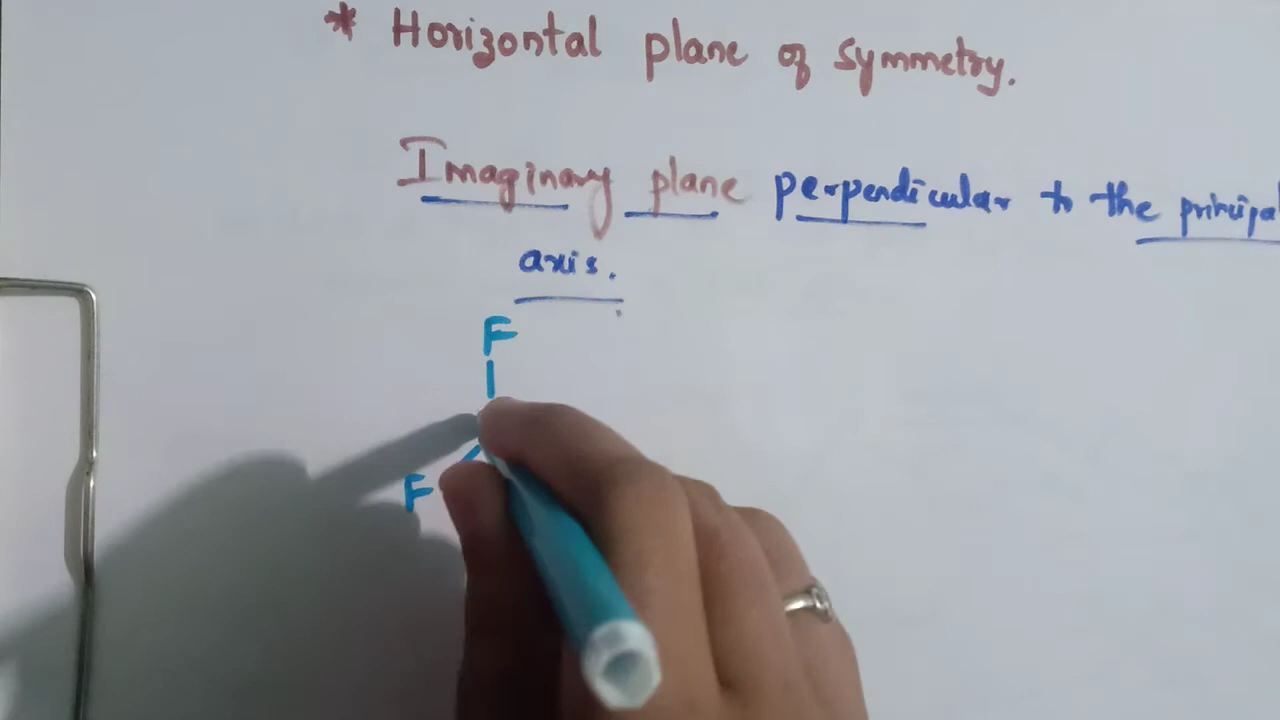 * Horizontal plane of symmetry.
Imaginary plane perpendicular to the principal
axis.
F
F